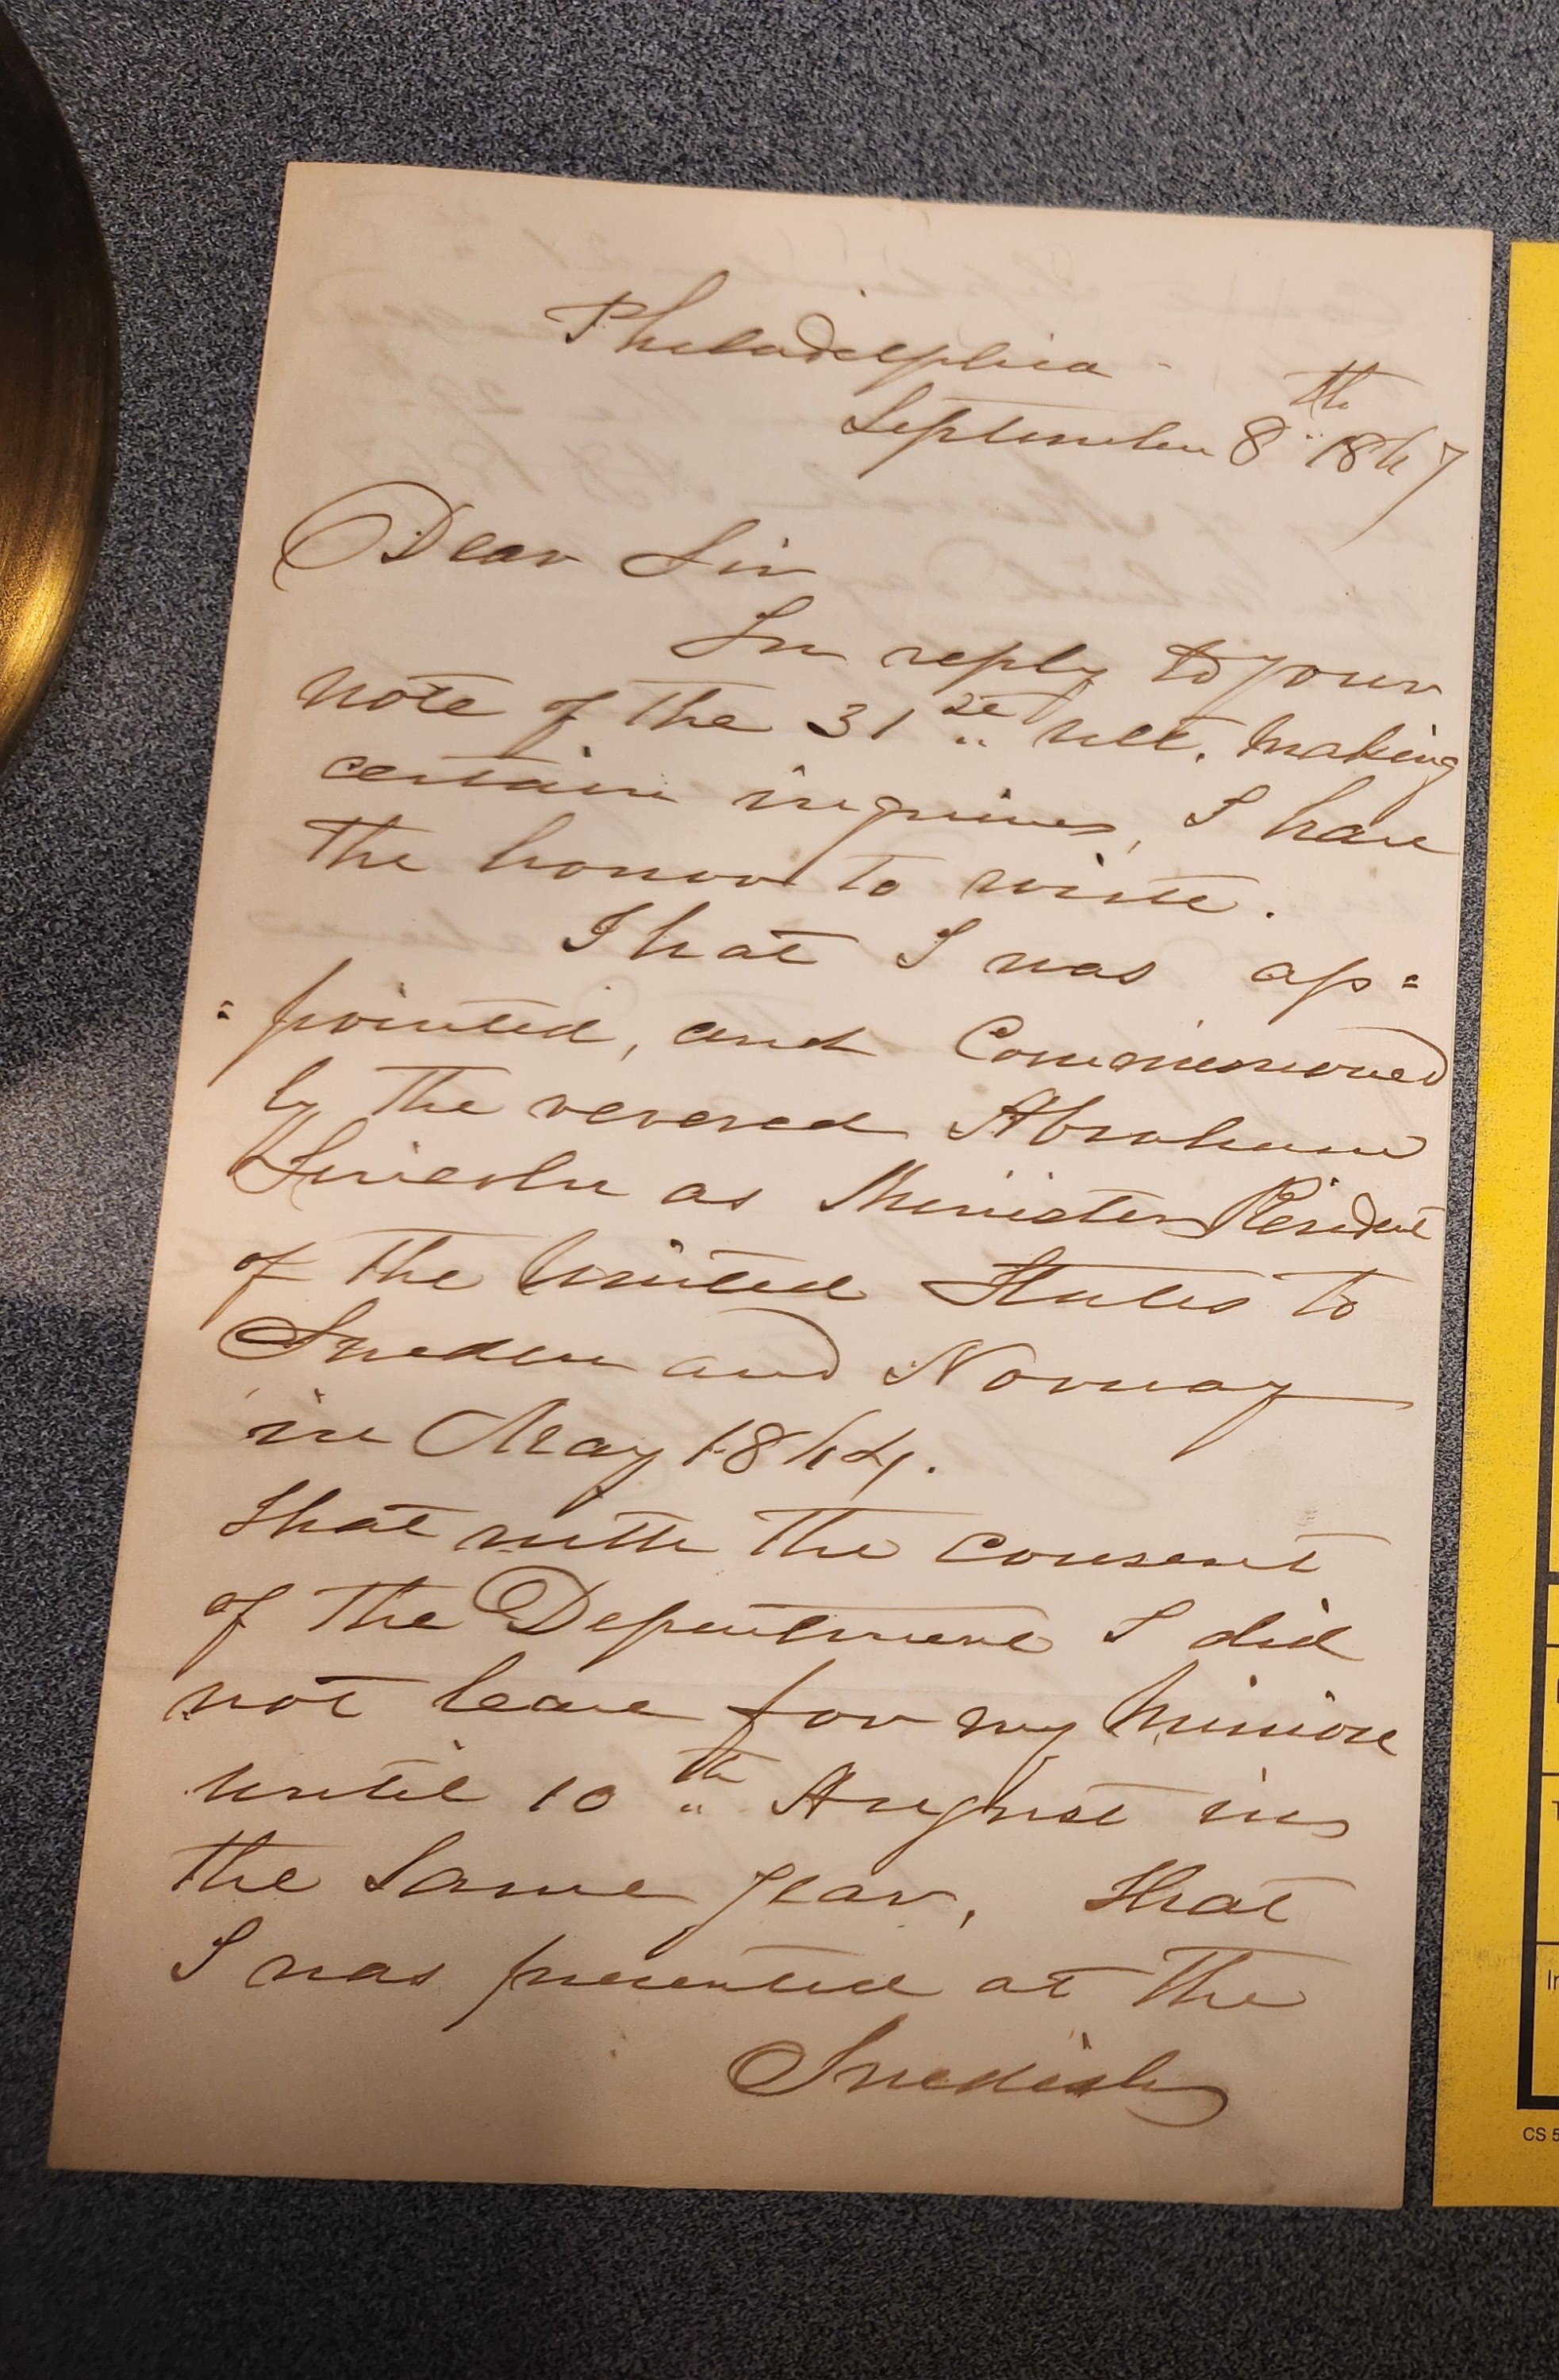 Philadelphia -
September 8th 1867
Dear Sir
In reply to your
note of the 31st ult. making
certain inquiries, I have
the honor to write.
That I was ap=
=pointed, and Commissioned
by the revered Abraham
Lincoln as Minister Resident
of the United States to
Sweden and Norway
in May 1864.
That with the consent
of the Department I did
not leave for my Mission
until 10th August in
the same year, That
I was presented at the
Swedish
CS 5